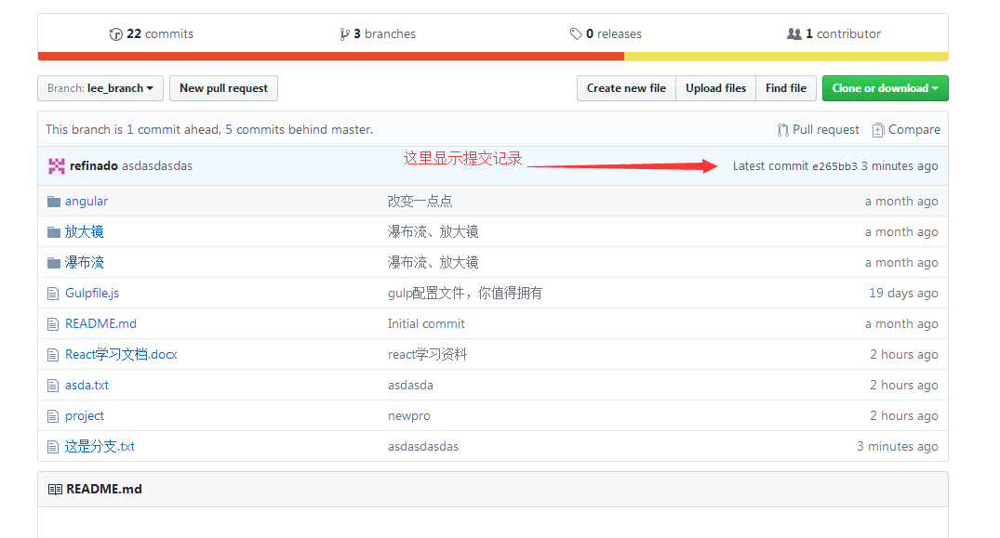 22 commits 3 branches 0 releases 1 contributor
Branch: lee_branch New pull request Create new file Upload files Find file Clone or download
This branch is 1 commit ahead, 5 commits behind master. Pull request Compare
refinado asdasdasdas 这里显示提交记录 Latest commit e265bb3 3 minutes ago
angular 改变一点点 a month ago
放大镜 瀑布流、放大镜 a month ago
瀑布流 瀑布流、放大镜 a month ago
Gulpfile.js gulp配置文件，你值得拥有 19 days ago
README.md Initial commit a month ago
React学习文档.docx react学习资料 2 hours ago
asda.txt asdasda 2 hours ago
project newpro 2 hours ago
这是分支.txt asdasdasdas 3 minutes ago
README.md